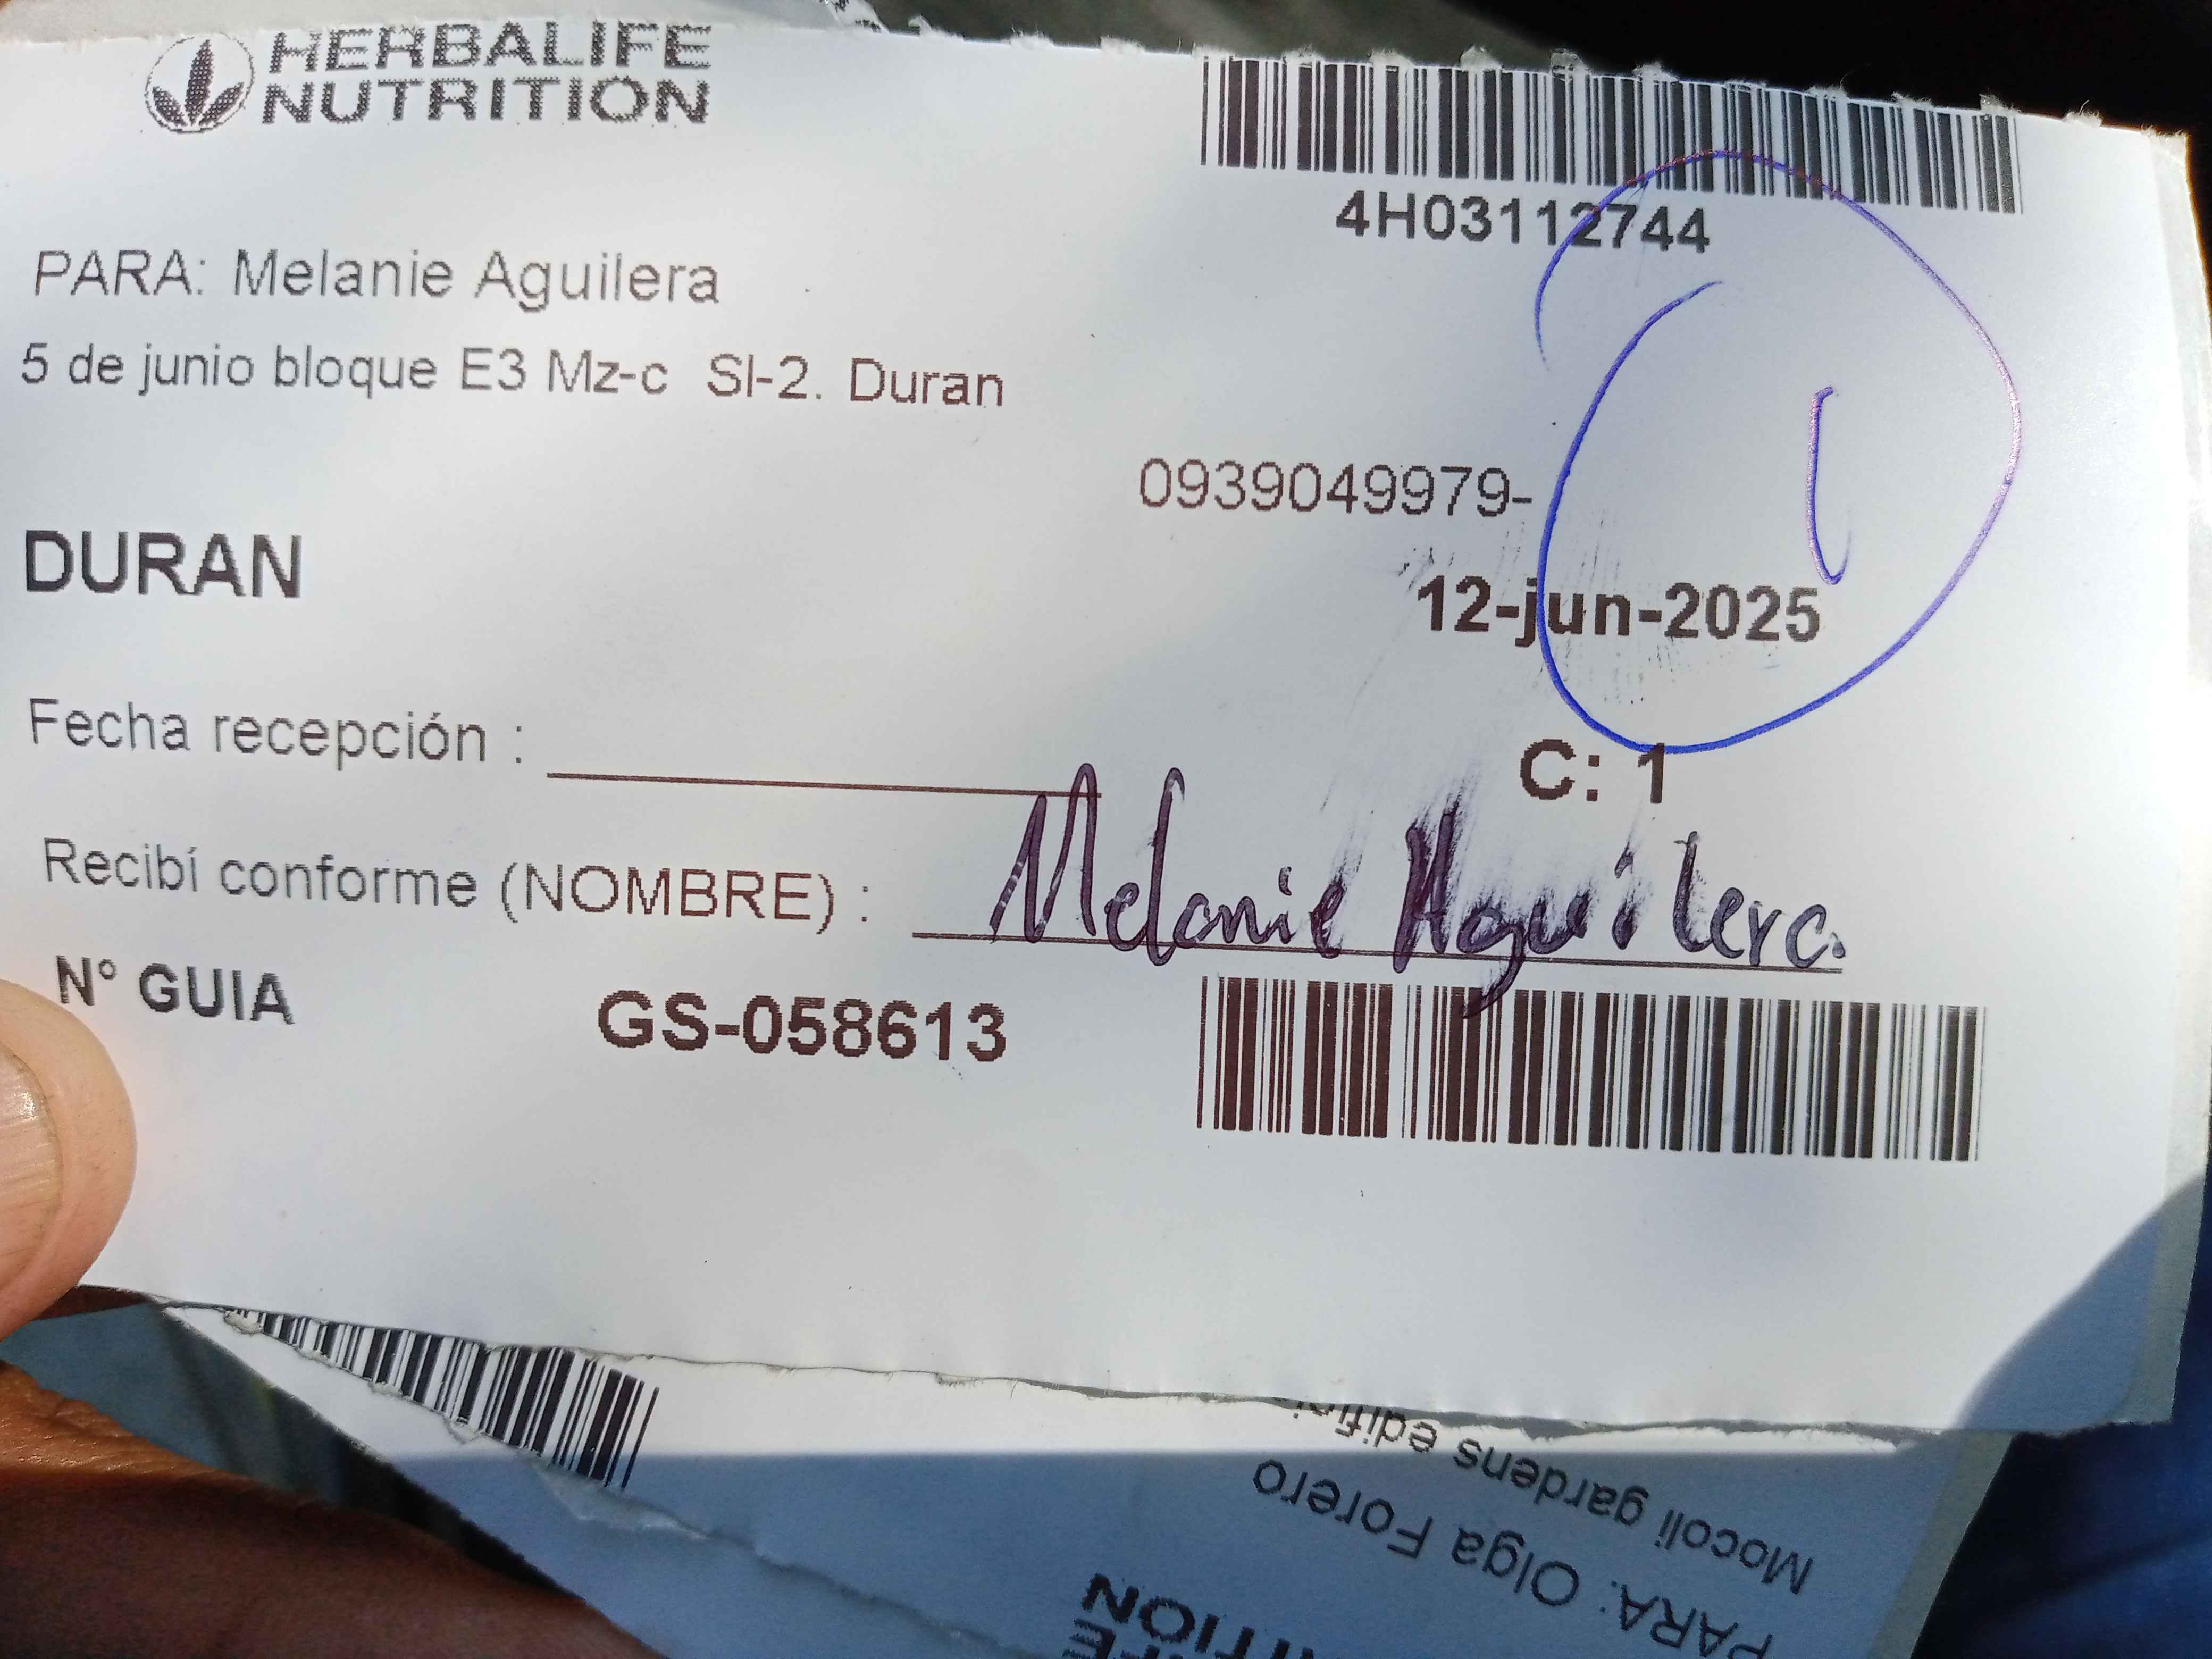 HERBALIFE
NUTRITION
4H03112744
PARA: Melanie Aguilera
5 de junio bloque E3 Mz-c Sl-2. Duran
0939049979-
DURAN
12-jun-2025
1
Fecha recepción :
C: 1
Recibí conforme (NOMBRE) : Melanie Aguilera.
N° GUIA GS-058613
NUTRITION
PARA: Olga Forero
Mocoli gardens